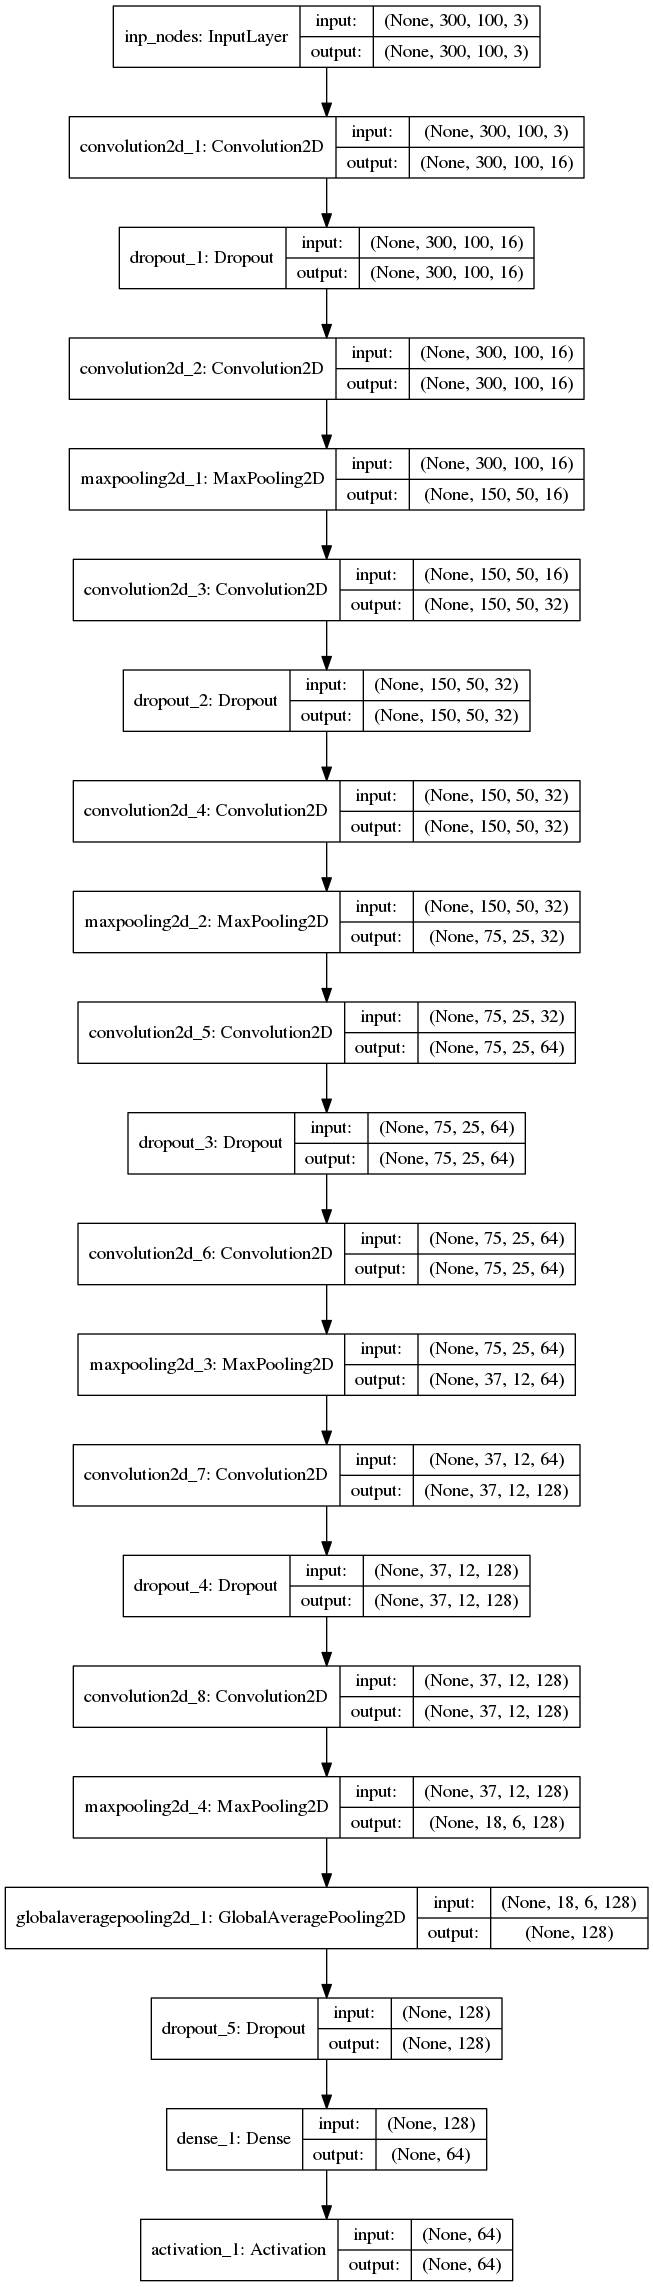 inp_nodes: InputLayer
input: (None, 300, 100, 3)
output: (None, 300, 100, 3)
convolution2d_1: Convolution2D
input: (None, 300, 100, 3)
output: (None, 300, 100, 16)
dropout_1: Dropout
input: (None, 300, 100, 16)
output: (None, 300, 100, 16)
convolution2d_2: Convolution2D
input: (None, 300, 100, 16)
output: (None, 300, 100, 16)
maxpooling2d_1: MaxPooling2D
input: (None, 300, 100, 16)
output: (None, 150, 50, 16)
convolution2d_3: Convolution2D
input: (None, 150, 50, 16)
output: (None, 150, 50, 32)
dropout_2: Dropout
input: (None, 150, 50, 32)
output: (None, 150, 50, 32)
convolution2d_4: Convolution2D
input: (None, 150, 50, 32)
output: (None, 150, 50, 32)
maxpooling2d_2: MaxPooling2D
input: (None, 150, 50, 32)
output: (None, 75, 25, 32)
convolution2d_5: Convolution2D
input: (None, 75, 25, 32)
output: (None, 75, 25, 64)
dropout_3: Dropout
input: (None, 75, 25, 64)
output: (None, 75, 25, 64)
convolution2d_6: Convolution2D
input: (None, 75, 25, 64)
output: (None, 75, 25, 64)
maxpooling2d_3: MaxPooling2D
input: (None, 75, 25, 64)
output: (None, 37, 12, 64)
convolution2d_7: Convolution2D
input: (None, 37, 12, 64)
output: (None, 37, 12, 128)
dropout_4: Dropout
input: (None, 37, 12, 128)
output: (None, 37, 12, 128)
convolution2d_8: Convolution2D
input: (None, 37, 12, 128)
output: (None, 37, 12, 128)
maxpooling2d_4: MaxPooling2D
input: (None, 37, 12, 128)
output: (None, 18, 6, 128)
globalaveragepooling2d_1: GlobalAveragePooling2D
input: (None, 18, 6, 128)
output: (None, 128)
dropout_5: Dropout
input: (None, 128)
output: (None, 128)
dense_1: Dense
input: (None, 128)
output: (None, 64)
activation_1: Activation
input: (None, 64)
output: (None, 64)